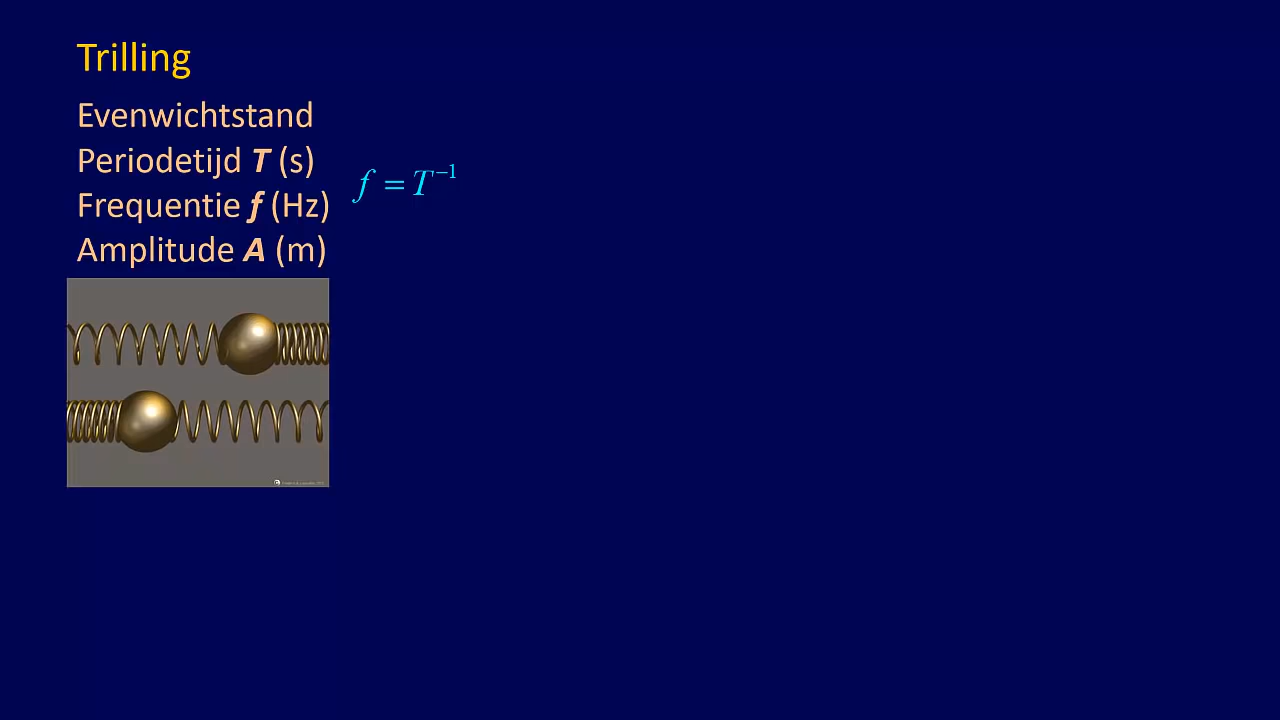 Trilling
Evenwichtstand
Periodetijd T (s)
f = T⁻¹
Frequentie f (Hz)
Amplitude A (m)